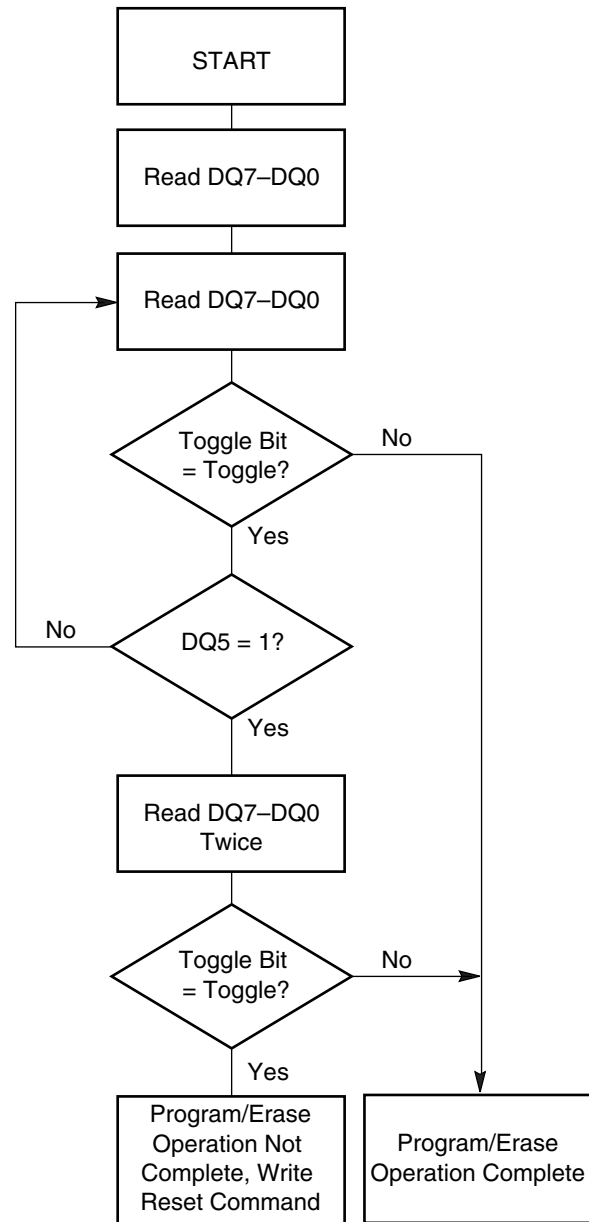 START
Read DQ7–DQ0
Read DQ7–DQ0
Toggle Bit
= Toggle?
No
Yes
No
DQ5 = 1?
Yes
Read DQ7–DQ0
Twice
Toggle Bit
= Toggle?
No
Yes
Program/Erase
Operation Not
Complete, Write
Reset Command
Program/Erase
Operation Complete